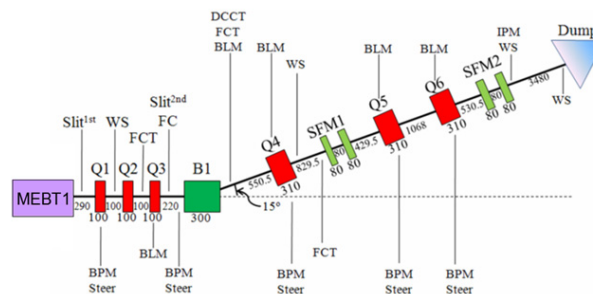 DCCT
FCT
BLM
BLM
WS
BLM
BLM
IPM
WS
Dump
Slit1st
WS
FCT
Slit2nd
FC
Q1
Q2
Q3
B1
Q4
SFM1
Q5
Q6
SFM2
WS
MEBT1
290
100
100
100
100
100
220
300
15°
550.5
310
829.5
80
80
80
429.5
310
1068
310
530.5
80
80
80
3480
BPM
Steer
BLM
BPM
Steer
BPM
Steer
FCT
BPM
Steer
BPM
Steer